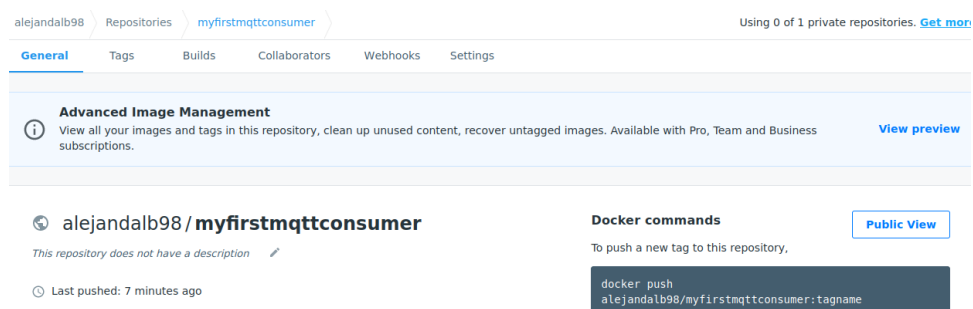 alejandalb98 Repositories myfirstmqttconsumer Using 0 of 1 private repositories. Get more
General Tags Builds Collaborators Webhooks Settings
Advanced Image Management
View all your images and tags in this repository, clean up unused content, recover untagged images. Available with Pro, Team and Business
subscriptions.
View preview
alejandalb98/myfirstmqttconsumer
This repository does not have a description
Last pushed: 7 minutes ago
Docker commands
Public View
To push a new tag to this repository,
docker push
alejandalb98/myfirstmqttconsumer:tagname